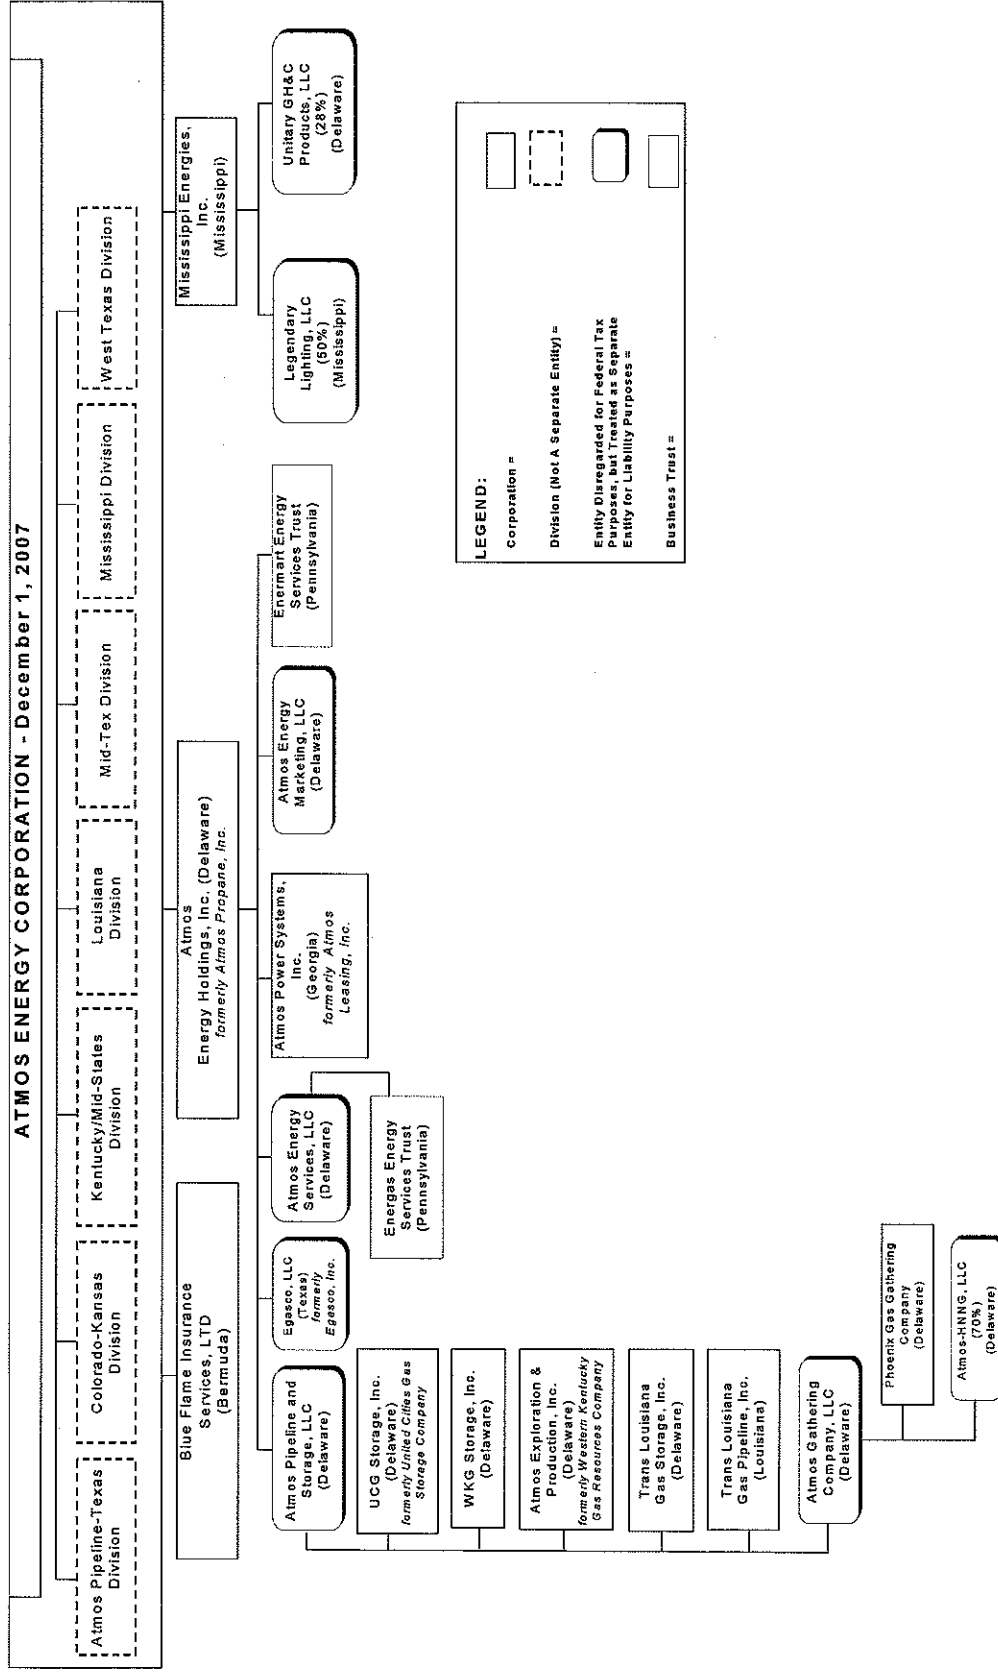 ATMOS ENERGY CORPORATION - December 1, 2007
Atmos Pipeline-Texas
Division
Colorado-Kansas
Division
Kentucky/Mid-States
Division
Louisiana
Division
Mid-Tex Division
Mississippi Division
West Texas Division
Blue Flame Insurance
Services, LTD
(Bermuda)
Atmos
Energy Holdings, Inc. (Delaware)
formerly Atmos Propane, Inc.
Mississippi Energies,
Inc.
(Mississippi)
Atmos Pipeline and
Storage, LLC
(Delaware)
Egasco, LLC
(Texas)
formerly
Egasco, Inc.
Atmos Energy
Services, LLC
(Delaware)
Atmos Power Systems,
Inc.
(Georgia)
formerly Atmos
Leasing, Inc.
Atmos Energy
Marketing, LLC
(Delaware)
Enermart Energy
Services Trust
(Pennsylvania)
Legendary
Lighting, LLC
(50%)
(Mississippi)
Unitary GH&C
Products, LLC
(28%)
(Delaware)
UCG Storage, Inc.
(Delaware)
formerly United Cities Gas
Storage Company
Energas Energy
Services Trust
(Pennsylvania)
WKG Storage, Inc.
(Delaware)
Atmos Exploration &
Production, Inc.
(Delaware)
formerly Western Kentucky
Gas Resources Company
Trans Louisiana
Gas Storage, Inc.
(Delaware)
Trans Louisiana
Gas Pipeline, Inc.
(Louisiana)
Atmos Gathering
Company, LLC
(Delaware)
Phoenix Gas Gathering
Company
(Delaware)
Atmos-HNNG, LLC
(70%)
(Delaware)
LEGEND:
Corporation =
Division (Not A Separate Entity) =
Entity Disregarded for Federal Tax
Purposes, but Treated as Separate
Entity for Liability Purposes =
Business Trust =